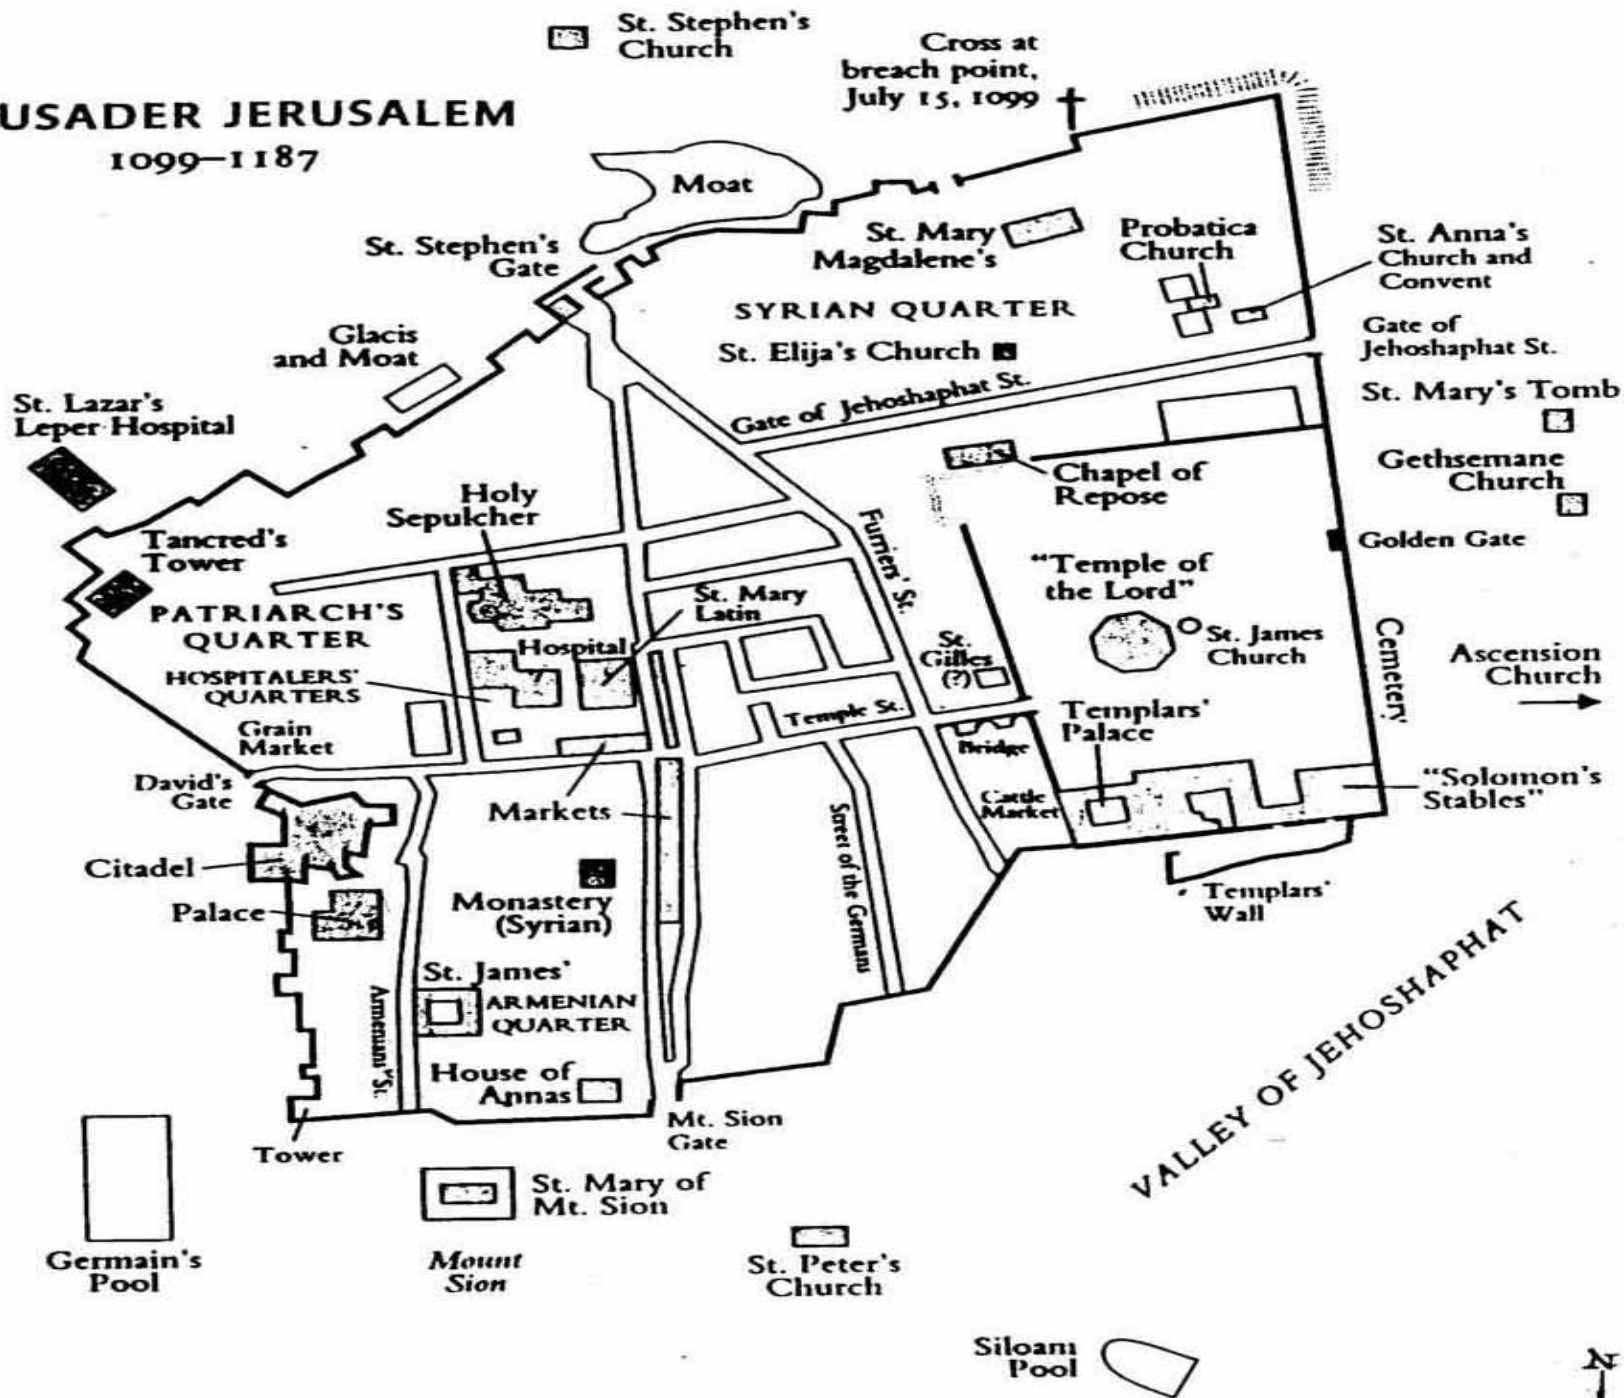 USADER JERUSALEM
1099–1187
St. Stephen's
Church
Cross at
breach point,
July 15, 1099
Moat
St. Stephen's
Gate
St. Mary
Magdalene's
Probatica
Church
St. Anna's
Church and
Convent
SYRIAN QUARTER
Glacis
and Moat
St. Elija's Church
Gate of
Jehoshaphat St.
Gate of Jehoshaphat St.
St. Lazar's
Leper Hospital
St. Mary's Tomb
Chapel of
Repose
Gethsemane
Church
Holy
Sepulcher
Furriers' St.
Tancred's
Tower
Golden Gate
"Temple of
the Lord"
PATRIARCH'S
QUARTER
St. Mary
Latin
Hospital
St.
Gilles
(?)
St. James
Church
Cemetery
Ascension
Church
HOSPITALERS'
QUARTERS
Grain
Market
Temple St.
Bridge
Templars'
Palace
David's
Gate
Markets
Street of the Germans
Cattle
Market
"Solomon's
Stables"
Citadel
Palace
Monastery
(Syrian)
Templars'
Wall
St. James'
ARMENIAN
QUARTER
Armenians' St.
House of
Annas
Mt. Sion
Gate
Tower
VALLEY OF JEHOSHAPHAT
St. Mary of
Mt. Sion
Germain's
Pool
Mount
Sion
St. Peter's
Church
Siloam
Pool
N